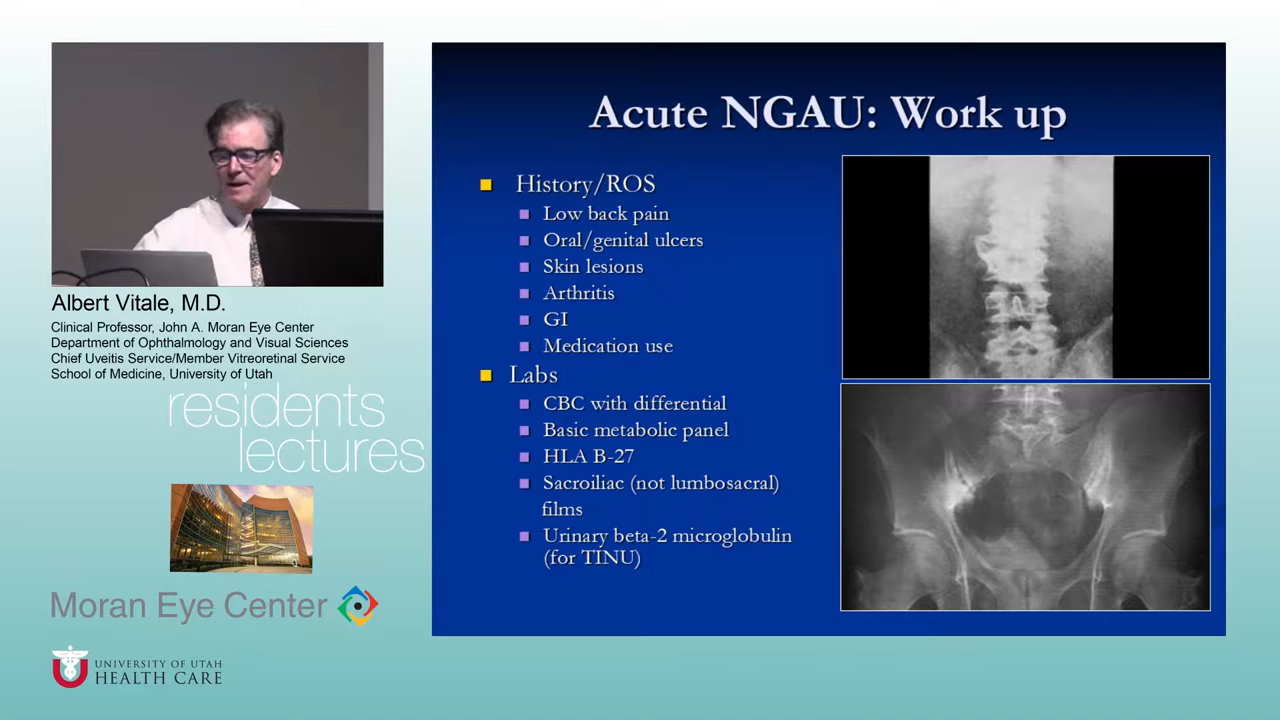 Albert Vitale, M.D.
Clinical Professor, John A. Moran Eye Center
Department of Ophthalmology and Visual Sciences
Chief Uveitis Service/Member Vitreoretinal Service
School of Medicine, University of Utah
residents
lectures
Moran Eye Center
UNIVERSITY OF UTAH
HEALTH CARE
Acute NGAU: Work up
History/ROS
Low back pain
Oral/genital ulcers
Skin lesions
Arthritis
GI
Medication use
Labs
CBC with differential
Basic metabolic panel
HLA B-27
Sacroiliac (not lumbosacral)
films
Urinary beta-2 microglobulin
(for TINU)